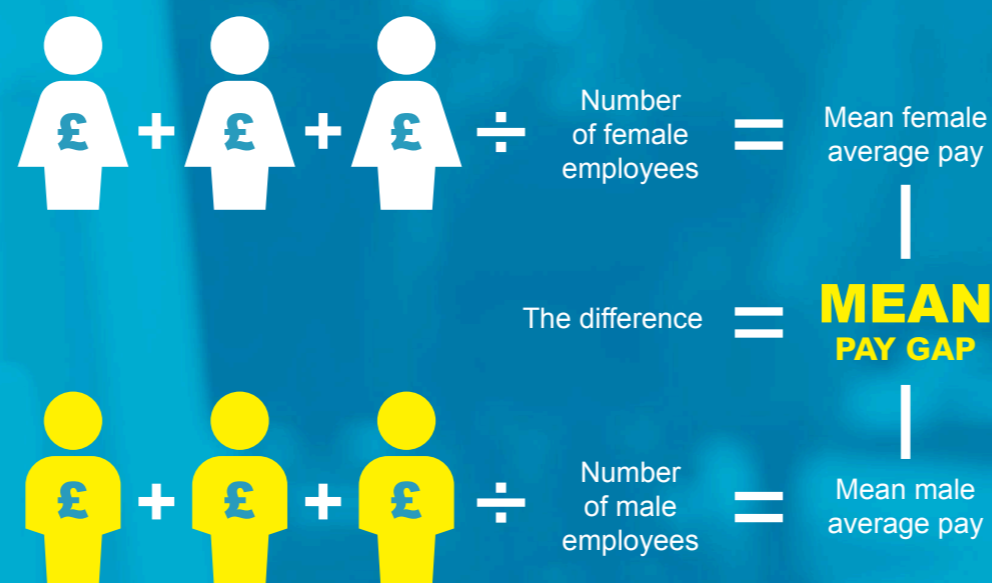 £ + £ + £ ÷
Number
of female
employees
=
Mean female
average pay
The difference
=
MEAN
PAY GAP
£ + £ + £ ÷
Number
of male
employees
=
Mean male
average pay